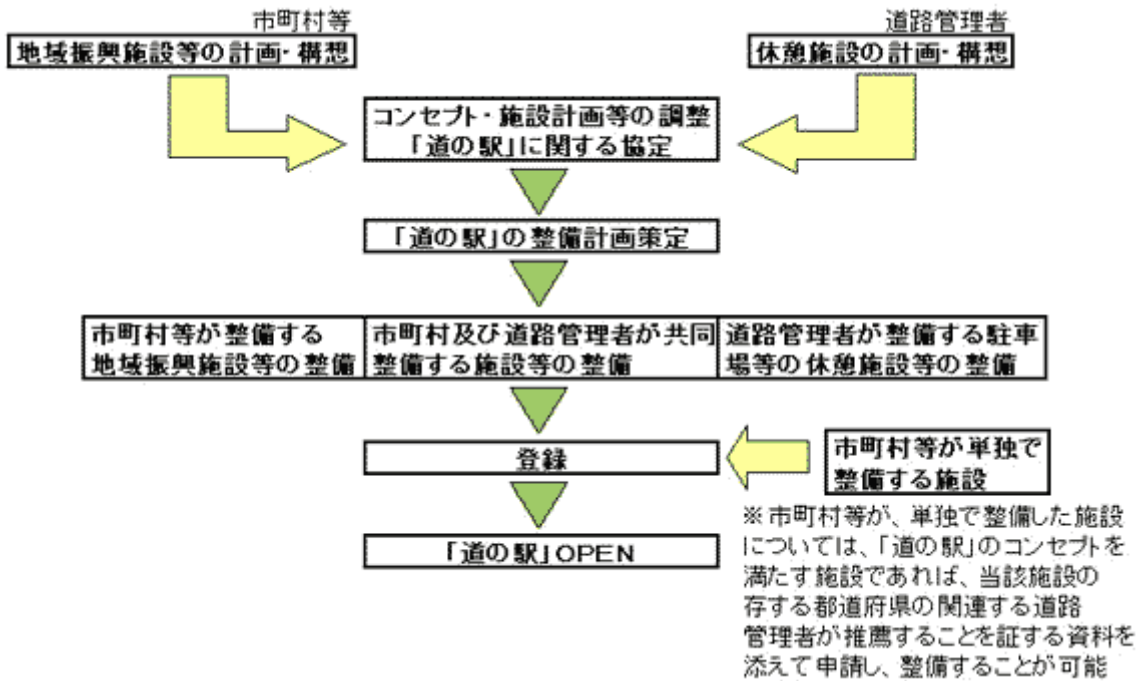 市町村等
地域振興施設等の計画・構想
道路管理者
休憩施設の計画・構想
コンセプト・施設計画等の調整
「道の駅」に関する協定
「道の駅」の整備計画策定
市町村等が整備する
地域振興施設等の整備
市町村及び道路管理者が共同
整備する施設等の整備
道路管理者が整備する駐車
場等の休憩施設等の整備
登録
市町村等が単独で
整備する施設
※市町村等が、単独で整備した施設
については、「道の駅」のコンセプトを
満たす施設であれば、当該施設の
存する都道府県の関連する道路
管理者が推薦することを証する資料を
添えて申請し、整備することが可能
「道の駅」OPEN